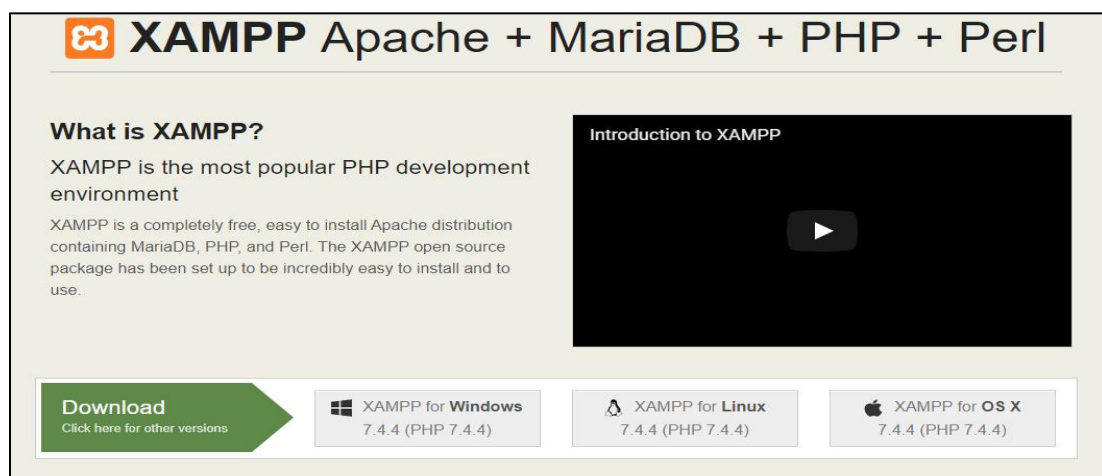 XAMPP Apache + MariaDB + PHP + Perl
What is XAMPP?
XAMPP is the most popular PHP development
environment
XAMPP is a completely free, easy to install Apache distribution
containing MariaDB, PHP, and Perl. The XAMPP open source
package has been set up to be incredibly easy to install and to
use.
Introduction to XAMPP
Download
Click here for other versions
XAMPP for Windows
7.4.4 (PHP 7.4.4)
XAMPP for Linux
7.4.4 (PHP 7.4.4)
XAMPP for OS X
7.4.4 (PHP 7.4.4)